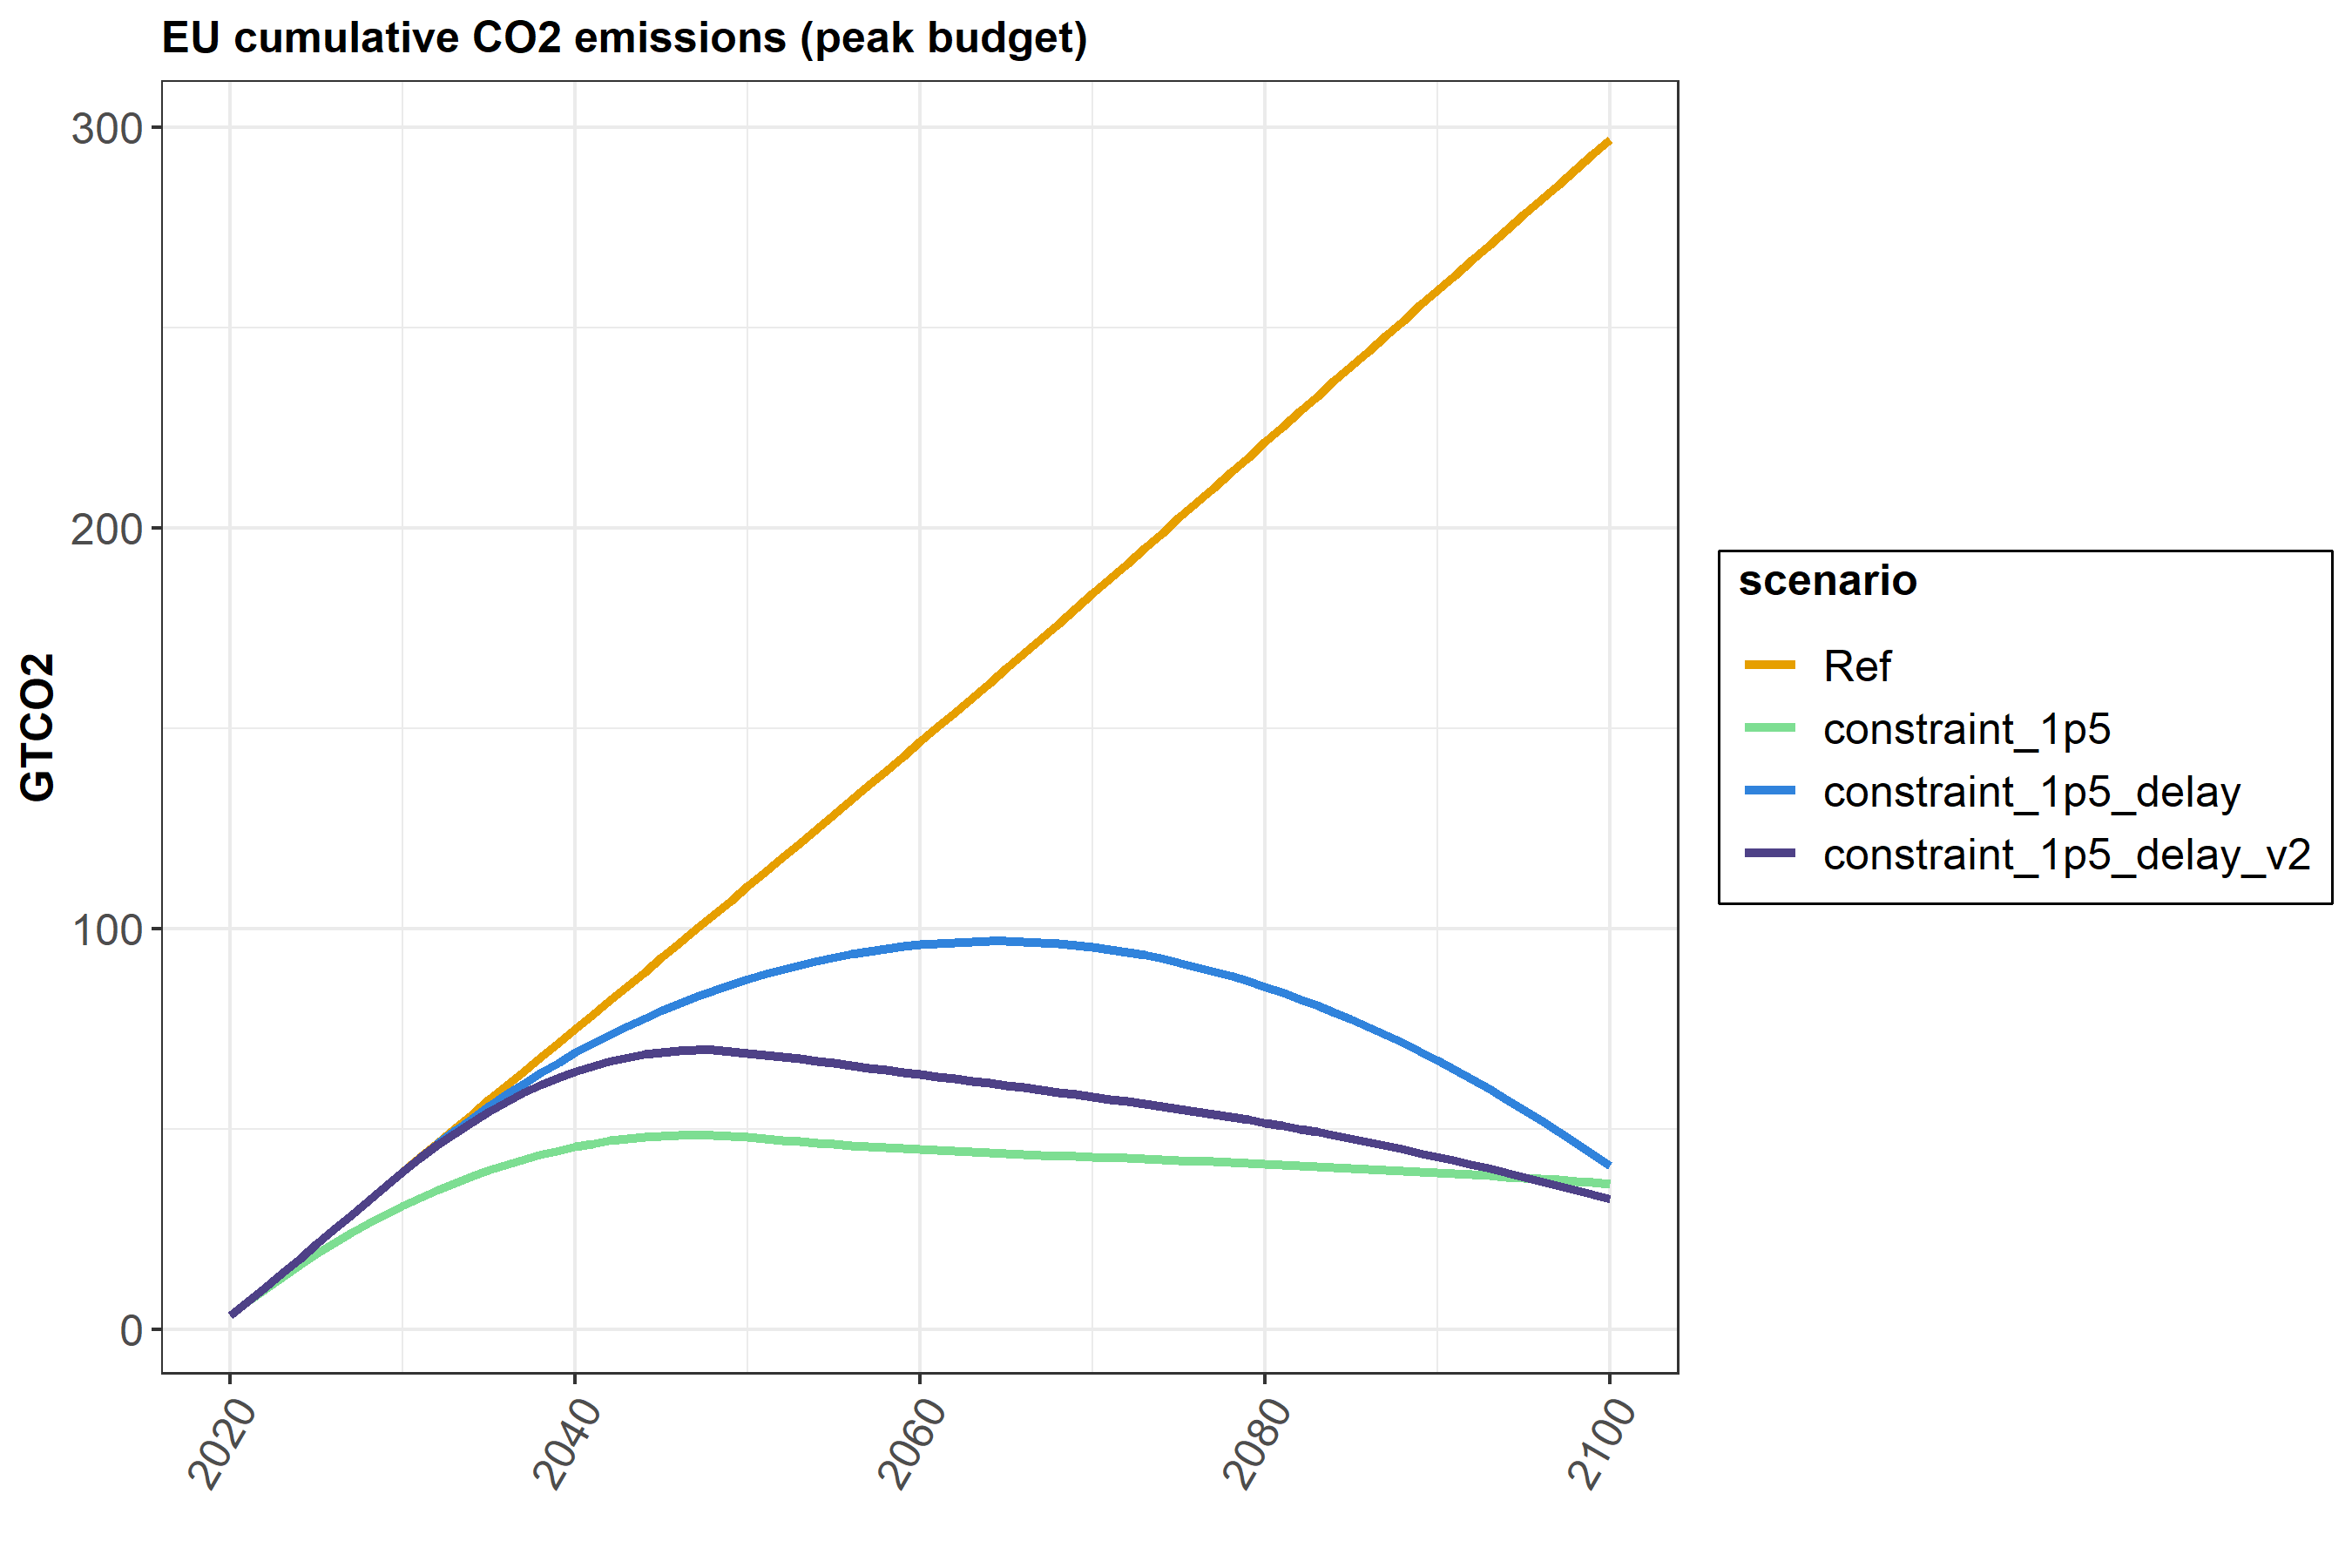 EU cumulative CO2 emissions (peak budget)
300
200
100
0
GTCO2
2020
2040
2060
2080
2100
scenario
Ref
constraint_1p5
constraint_1p5_delay
constraint_1p5_delay_v2